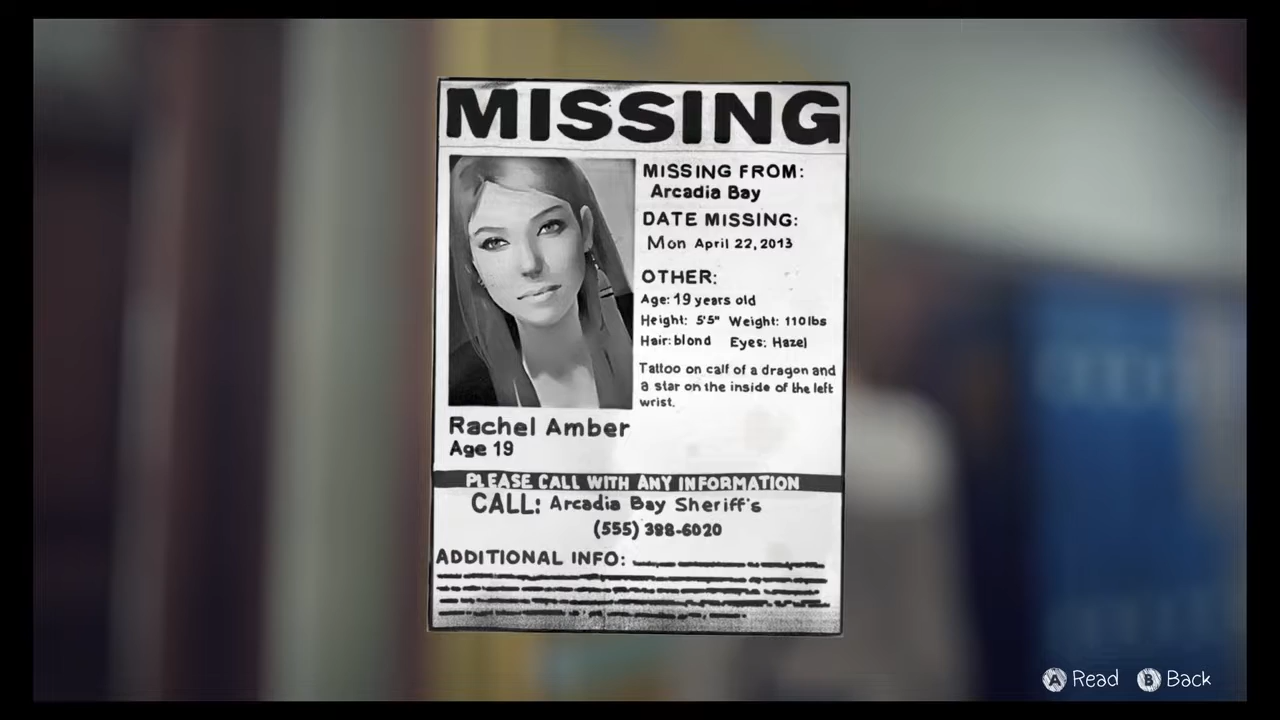 MISSING
MISSING FROM:
Arcadia Bay
DATE MISSING:
Mon April 22, 2013
OTHER:
Age: 19 years old
Height: 5'5" Weight: 110 lbs
Hair: blond Eyes: Hazel
Tattoo on calf of a dragon and
a star on the inside of the left
wrist.
Rachel Amber
Age 19
PLEASE CALL WITH ANY INFORMATION
CALL: Arcadia Bay Sheriff's
(555) 398-6020
ADDITIONAL INFO:
A Read B Back